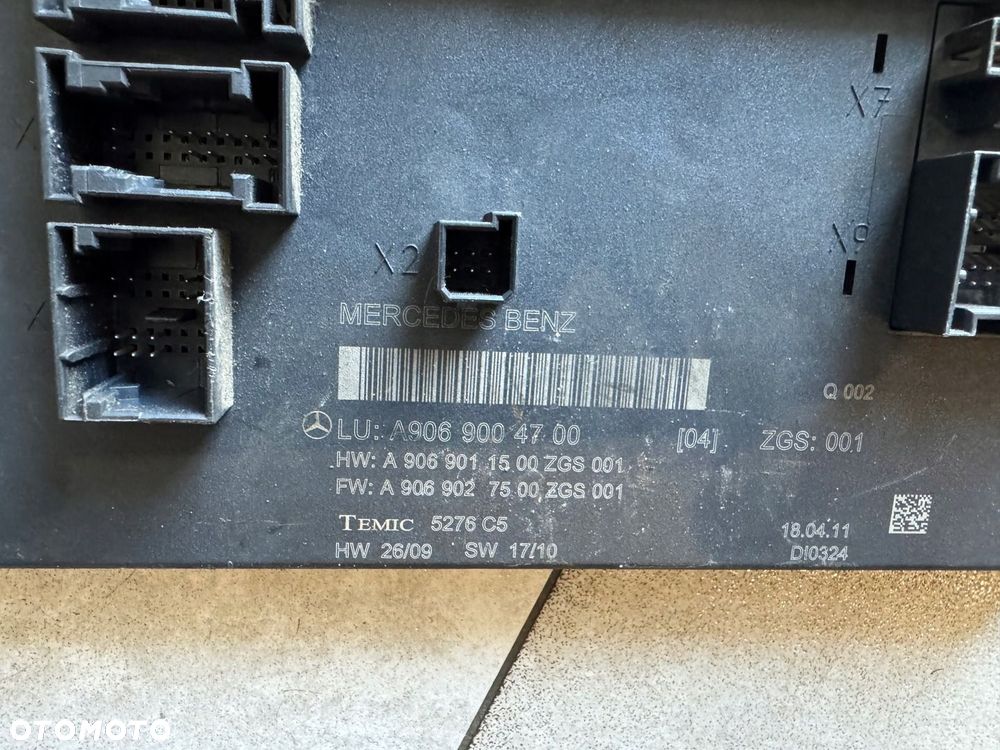 X7
X9
X2
MERCEDES BENZ
Q 002
LU: A906 900 47 00 [04] ZGS: 001
HW: A 906 901 15 00 ZGS 001
FW: A 906 902 75 00 ZGS 001
TEMIC 5276 C5 18.04.11
HW 26/09 SW 17/10 DI0324
OTOMOTO